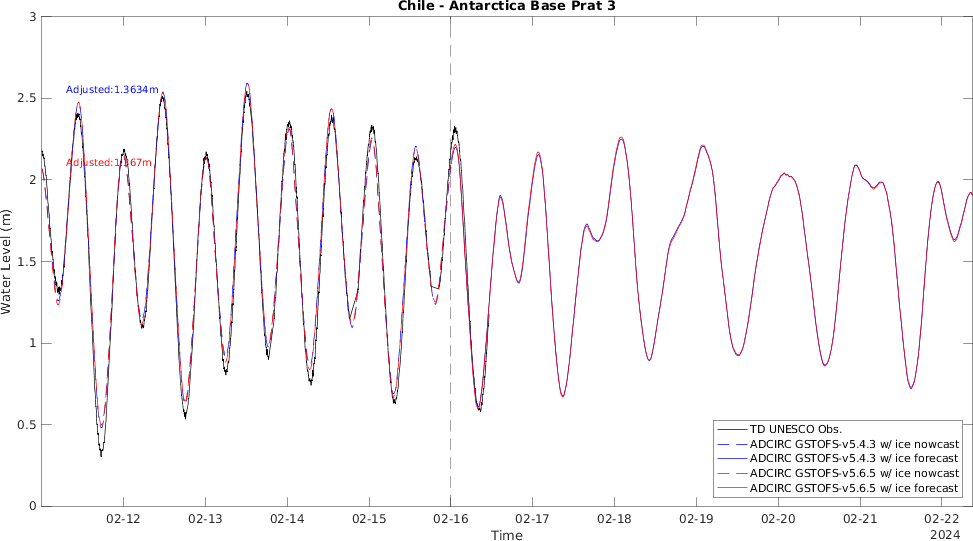 Chile - Antarctica Base Prat 3
3
2.5
2
1.5
1
0.5
0
Water Level (m)
Adjusted:1.3634m
Adjusted:1.367m
02-12
02-13
02-14
02-15
02-16
02-17
02-18
02-19
02-20
02-21
02-22
2024
Time
TD UNESCO Obs.
ADCIRC GSTOFS-v5.4.3 w/ ice nowcast
ADCIRC GSTOFS-v5.4.3 w/ ice forecast
ADCIRC GSTOFS-v5.6.5 w/ ice nowcast
ADCIRC GSTOFS-v5.6.5 w/ ice forecast